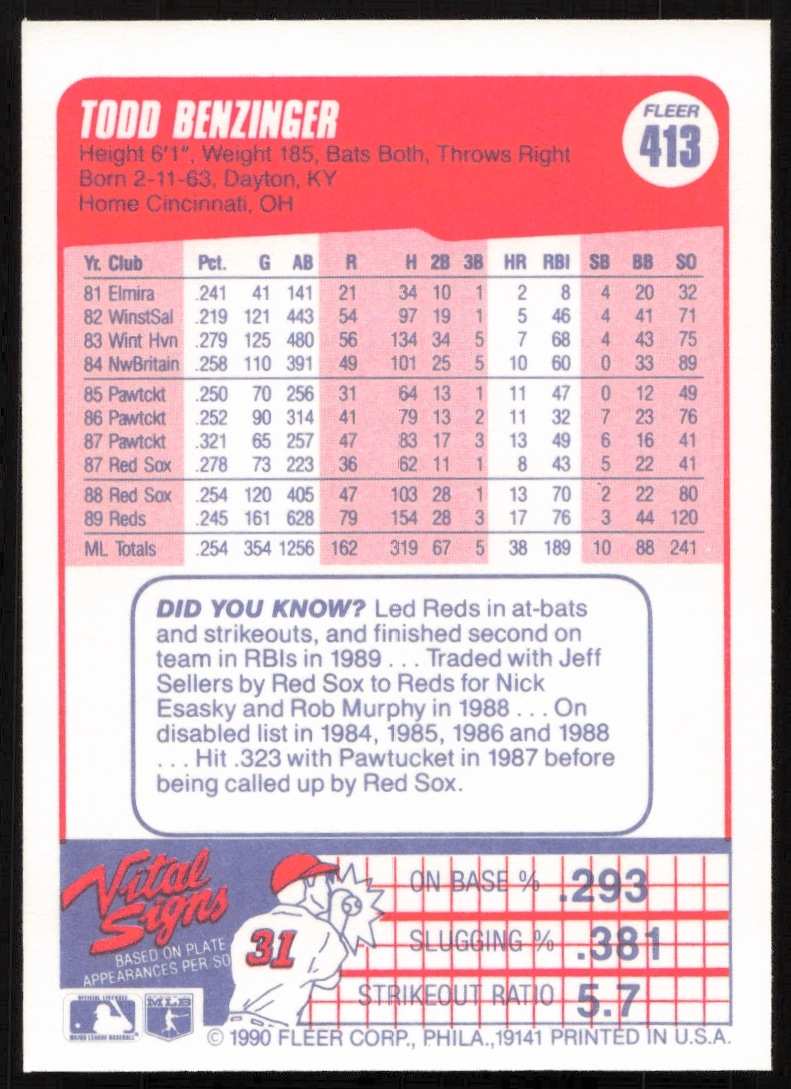 TODD BENZINGER
FLEER
413
Height 6'1", Weight 185, Bats Both, Throws Right
Born 2-11-63, Dayton, KY
Home Cincinnati, OH
Yr. Club Pct. G AB R H 2B 3B HR RBI SB BB SO
81 Elmira .241 41 141 21 34 10 1 2 8 4 20 32
82 WinstSal .219 121 443 54 97 19 1 5 46 4 41 71
83 Wint Hvn .279 125 480 56 134 34 5 7 68 4 43 75
84 NwBritain .258 110 391 49 101 25 5 10 60 0 33 89
85 Pawtckt .250 70 256 31 64 13 1 11 47 0 12 49
86 Pawtckt .252 90 314 41 79 13 2 11 32 7 23 76
87 Pawtckt .321 65 257 47 83 17 3 13 49 6 16 41
87 Red Sox .278 73 223 36 62 11 1 8 43 5 22 41
88 Red Sox .254 120 405 47 103 28 1 13 70 2 22 80
89 Reds .245 161 628 79 154 28 3 17 76 3 44 120
ML Totals .254 354 1256 162 319 67 5 38 189 10 88 241
DID YOU KNOW? Led Reds in at-bats
and strikeouts, and finished second on
team in RBIs in 1989 . . . Traded with Jeff
Sellers by Red Sox to Reds for Nick
Esasky and Rob Murphy in 1988 . . . On
disabled list in 1984, 1985, 1986 and 1988
. . . Hit .323 with Pawtucket in 1987 before
being called up by Red Sox.
Vital
Signs
BASED ON PLATE
APPEARANCES PER SO
31
ON BASE % .293
SLUGGING % .381
STRIKEOUT RATIO 5.7
OFFICIAL LICENSEE
MAJOR LEAGUE BASEBALL
© 1990 FLEER CORP., PHILA.,19141 PRINTED IN U.S.A.